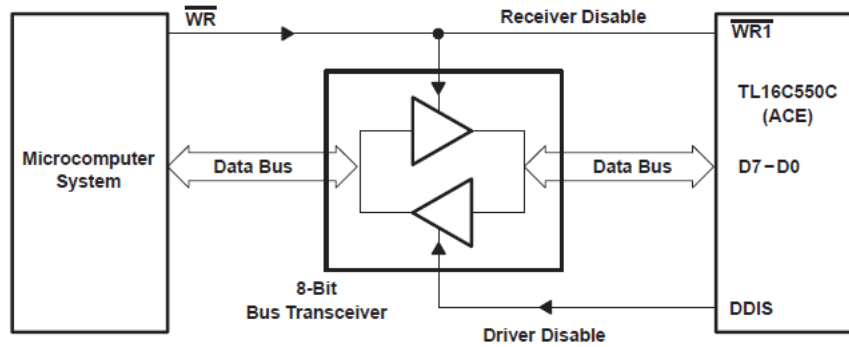 WR
Receiver Disable
WR1
TL16C550C
(ACE)
Microcomputer
System
Data Bus
Data Bus
D7–D0
8-Bit
Bus Transceiver
DDIS
Driver Disable